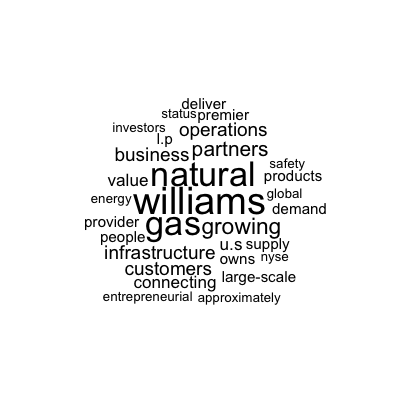 deliver
status premier
investors operations
l.p
business partners
safety
value natural products
energy williams global
demand
provider gas growing
people u.s supply
infrastructure owns nyse
customers large-scale
connecting
entrepreneurial approximately